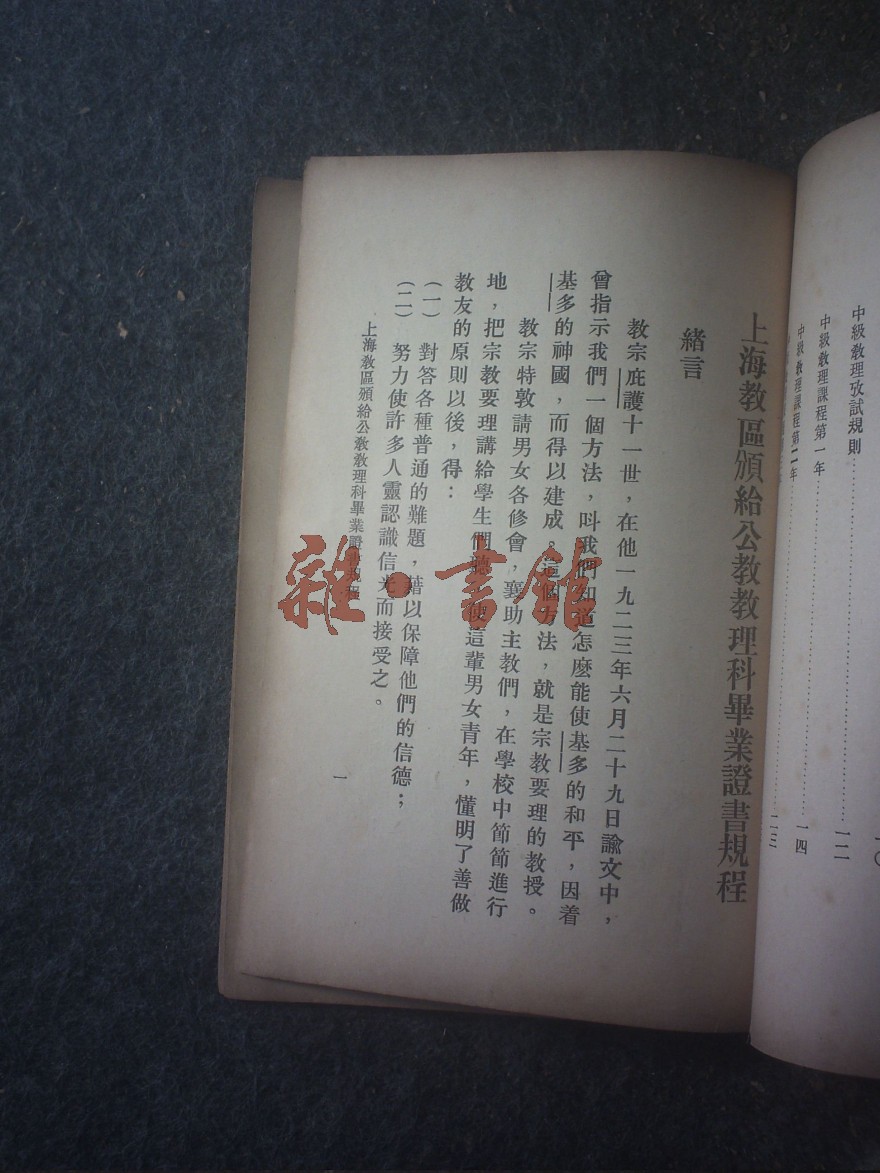 一〇
中級教理攷試規則……………………一二
中級教理課程第一年……………………一四
中級教理課程第二年……………………二三
上海教區頒給公教教理科畢業證書規程
緒言
教宗庇護十一世，在他一九二三年六月二十九日諭文中，
曾指示我們一個方法，叫我們知道怎麽能使基多的和平，因着
基多的神國，而得以建成。這個方法，就是宗教要理的教授。
教宗特敦請男女各修會，襄助主教們，在學校中節節進行
地，把宗教要理講給學生們聽，使這輩男女青年，懂明了善做
教友的原則以後，得：
（一） 對答各種普通的難題，藉以保障他們的信德；
（二） 努力使許多人靈認識信光而接受之。
上海教區頒給公教教理科畢業證書規程
一
雜·書館